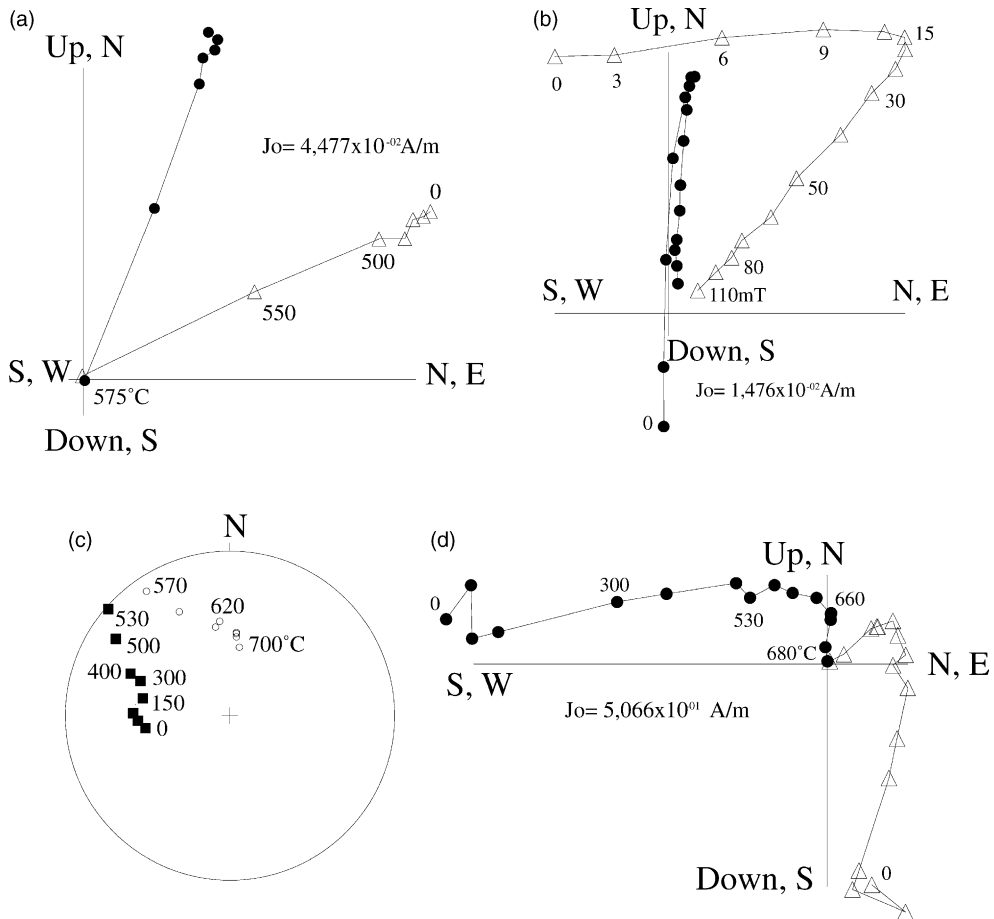 (a)
Up, N
Jo= 4,477x10⁻⁰²A/m
0
500
550
S, W
N, E
575°C
Down, S
(b)
Up, N
15
0
3
6
9
30
50
80
S, W
110mT
N, E
Down, S
Jo= 1,476x10⁻⁰²A/m
0
(c)
N
570
530
620
500
700°C
400
300
150
0
(d)
Up, N
0
300
530
660
680°C
S, W
N, E
Jo= 5,066x10⁰¹ A/m
0
Down, S